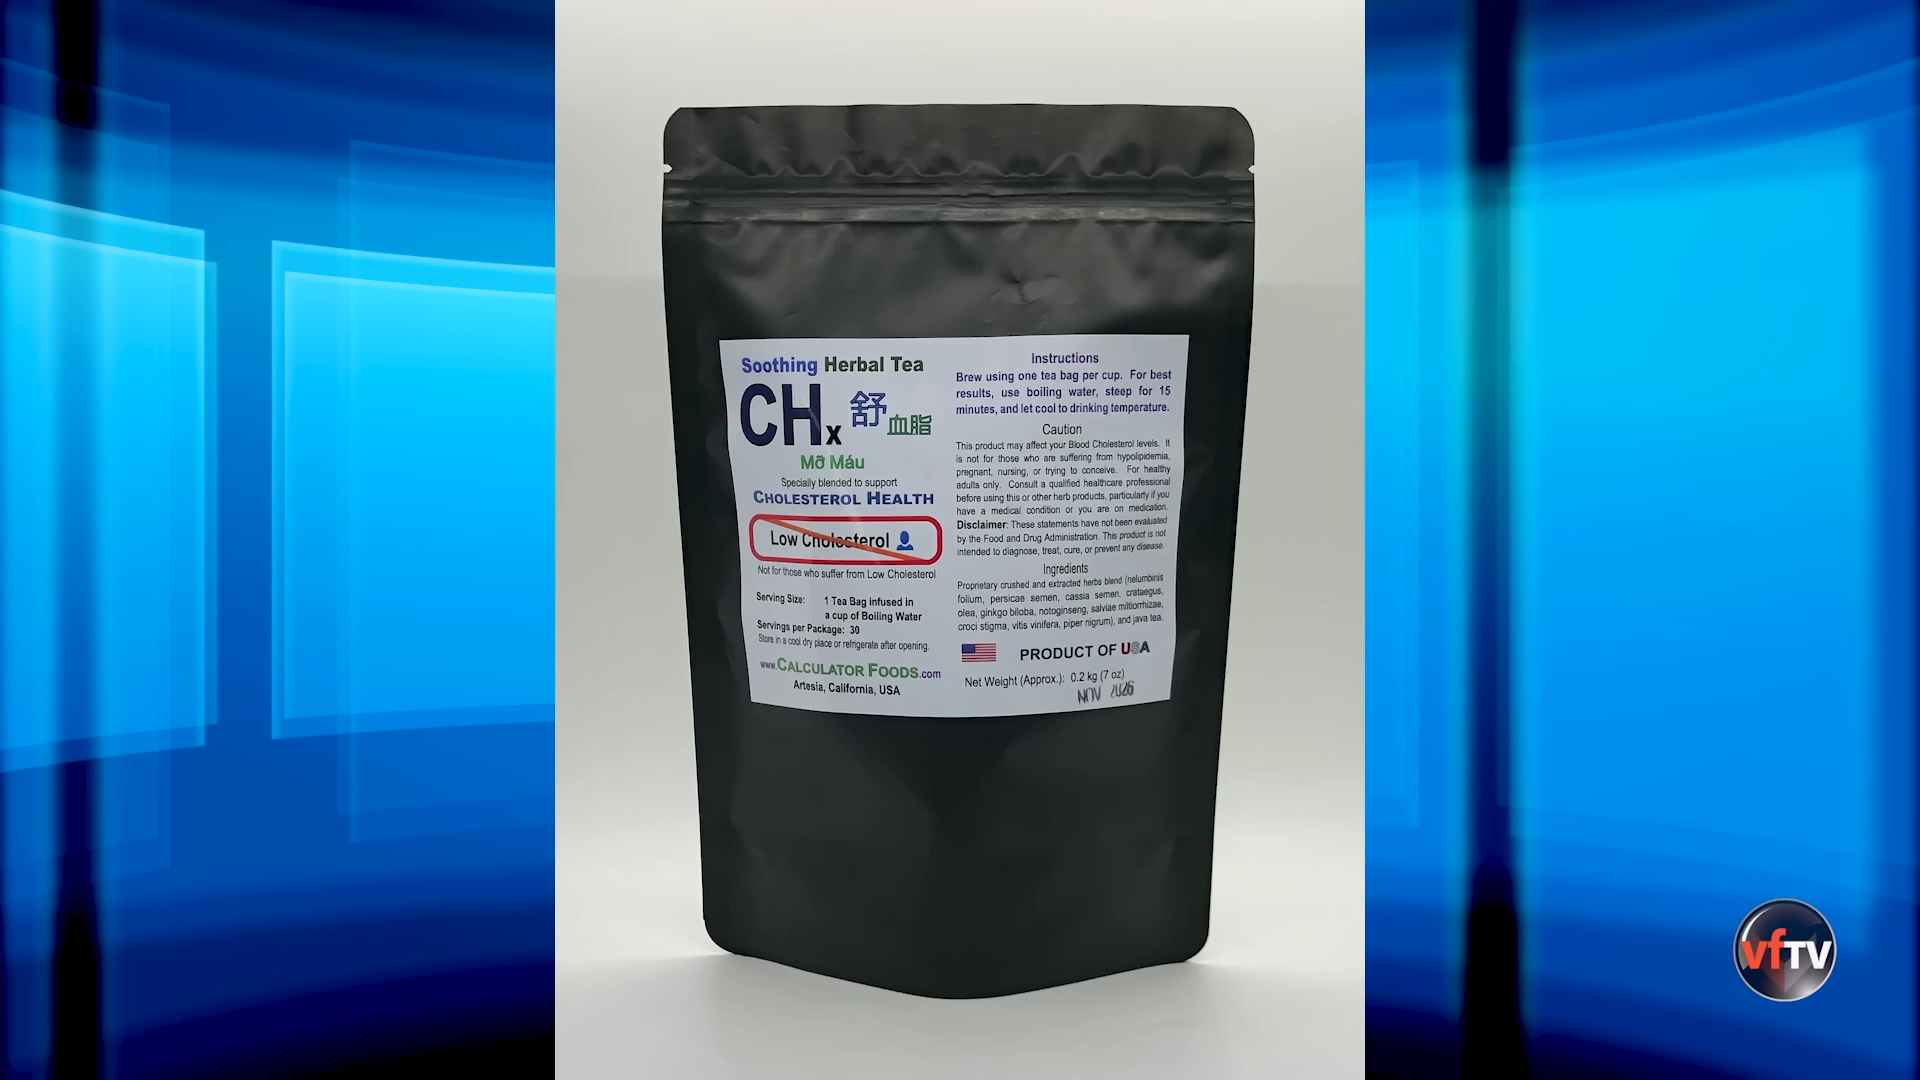 Soothing Herbal Tea
CHx 舒血脂
Mỡ Máu
Specially blended to support
CHOLESTEROL HEALTH
Low Cholesterol
Not for those who suffer from Low Cholesterol
Serving Size: 1 Tea Bag infused in
a cup of Boiling Water
Servings per Package: 30
Store in a cool dry place or refrigerate after opening.
www.CALCULATOR FOODS.com
Artesia, California, USA
Instructions
Brew using one tea bag per cup. For best
results, use boiling water, steep for 15
minutes, and let cool to drinking temperature.
Caution
This product may affect your Blood Cholesterol levels. It
is not for those who are suffering from hypolipidemia,
pregnant, nursing, or trying to conceive. For healthy
adults only. Consult a qualified healthcare professional
before using this or other herb products, particularly if you
have a medical condition or you are on medication.
Disclaimer: These statements have not been evaluated
by the Food and Drug Administration. This product is not
intended to diagnose, treat, cure, or prevent any disease.
Ingredients
Proprietary crushed and extracted herbs blend (nelumbinis
folium, persicae semen, cassia semen, crataegus,
olea, ginkgo biloba, notoginseng, salviae miltiorrhizae,
croci stigma, vitis vinifera, piper nigrum), and java tea.
PRODUCT OF USA
Net Weight (Approx.): 0.2 kg (7 oz)
NOV 2026
vfTV